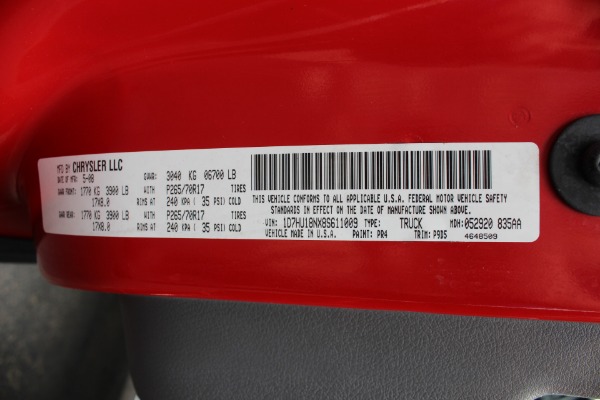 MFD BY CHRYSLER LLC
DATE OF MFR: 5-08 GVWR: 3040 KG 06700 LB
GAWR FRONT: 1770 KG 3900 LB WITH P265/70R17 TIRES
17X8.0 RIMS AT 240 KPA ( 35 PSI) COLD
GAWR REAR: 1770 KG 3900 LB WITH P265/70R17 TIRES
17X8.0 RIMS AT 240 KPA ( 35 PSI) COLD
THIS VEHICLE CONFORMS TO ALL APPLICABLE U.S.A. FEDERAL MOTOR VEHICLE SAFETY
STANDARDS IN EFFECT ON THE DATE OF MANUFACTURE SHOWN ABOVE.
VIN: 1D7HU18NX8S611009 TYPE: TRUCK MDH: 052920 835AA
VEHICLE MADE IN U.S.A. PAINT: PR4 TRIM: P9D5 4648509